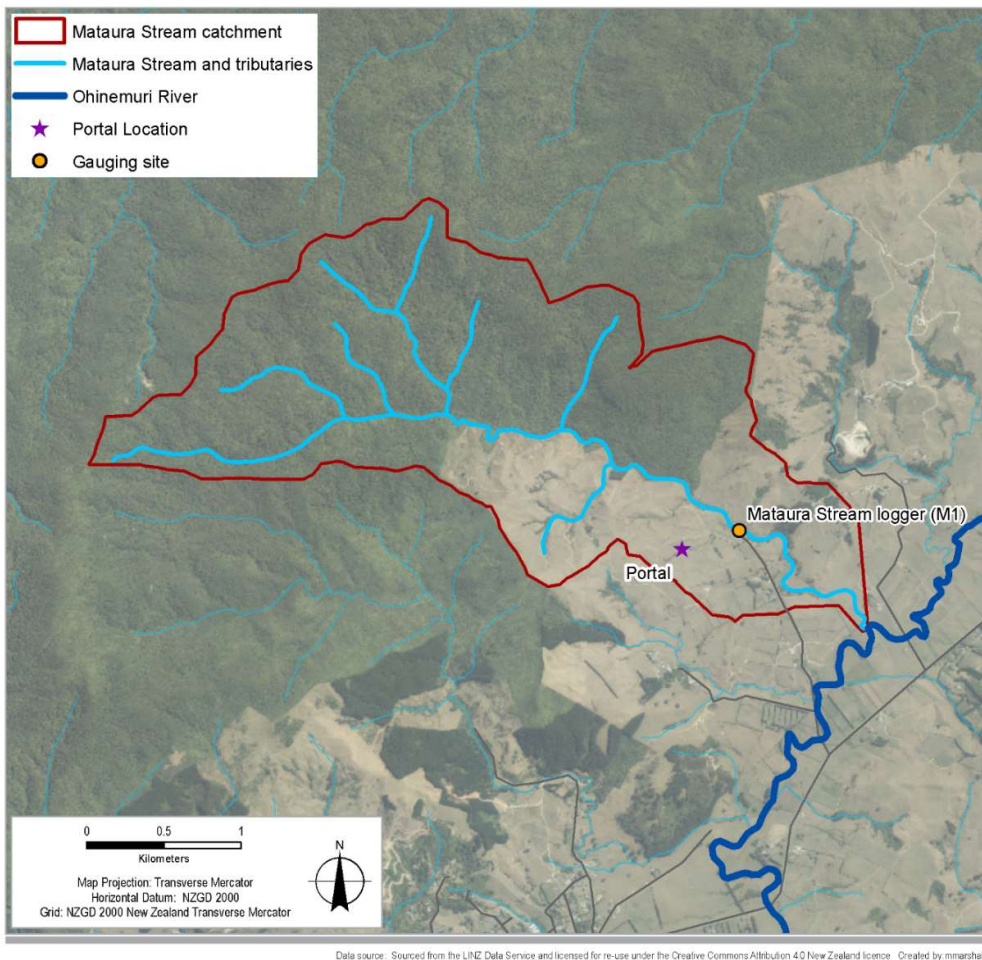 Mataura Stream catchment
Mataura Stream and tributaries
Ohinemuri River
Portal Location
Gauging site
Mataura Stream logger (M1)
Portal
0 0.5 1
Kilometers
Map Projection: Transverse Mercator
Horizontal Datum: NZGD 2000
Grid: NZGD 2000 New Zealand Transverse Mercator
N
Data source: Sourced from the LINZ Data Service and licensed for re-use under the Creative Commons Attribution 4.0 New Zealand licence Created by:mmarshal